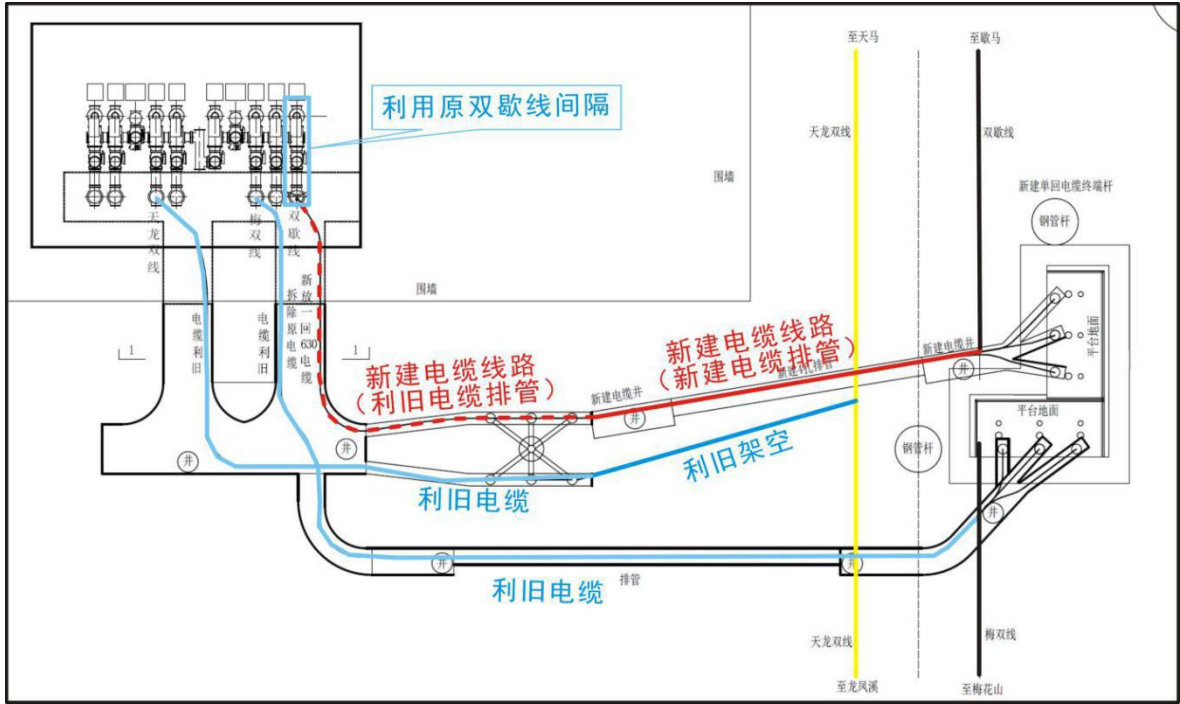 至天马
至歇马
利用原双歇线间隔
天龙双线
双歇线
围墙
新建单回电缆终端杆
钢管杆
天龙双线
梅双线
双歇线
围墙
新放一回630电缆
拆除原电缆
电缆利旧
电缆利旧
1
1
平台地面
新建电缆线路
（利旧电缆排管）
新建电缆线路
（新建电缆排管）
新建电缆井
新建4孔排管
新建电缆井
井
井
井
井
平台地面
钢管杆
利旧架空
利旧电缆
井
井
井
利旧电缆
排管
天龙双线
梅双线
至龙凤溪
至梅花山